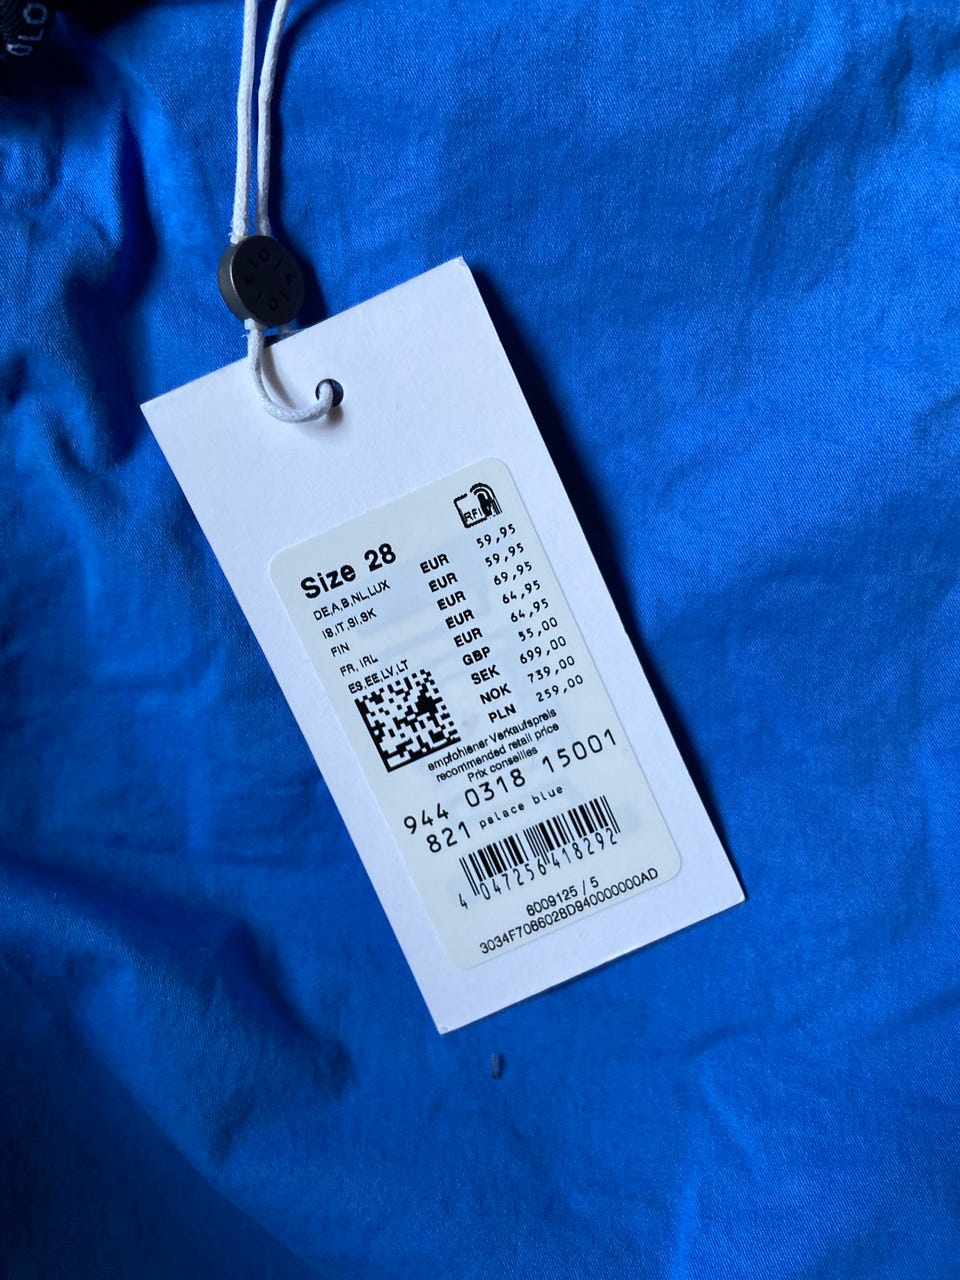 RFI
Size 28
DE,A,B,NL,LUX EUR 59,95
IB,IT,SI,SK EUR 59,95
FIN EUR 69,95
FR, IRL EUR 64,95
ES,EE,LV,LT EUR 64,95
GBP 55,00
SEK 699,00
NOK 739,00
PLN 259,00
empfohlener Verkaufspreis
recommended retail price
Prix conseilles
944 0318 15001
821 palace blue
4 047256 418292
6009125 / 5
3034F7066028D940000000AD